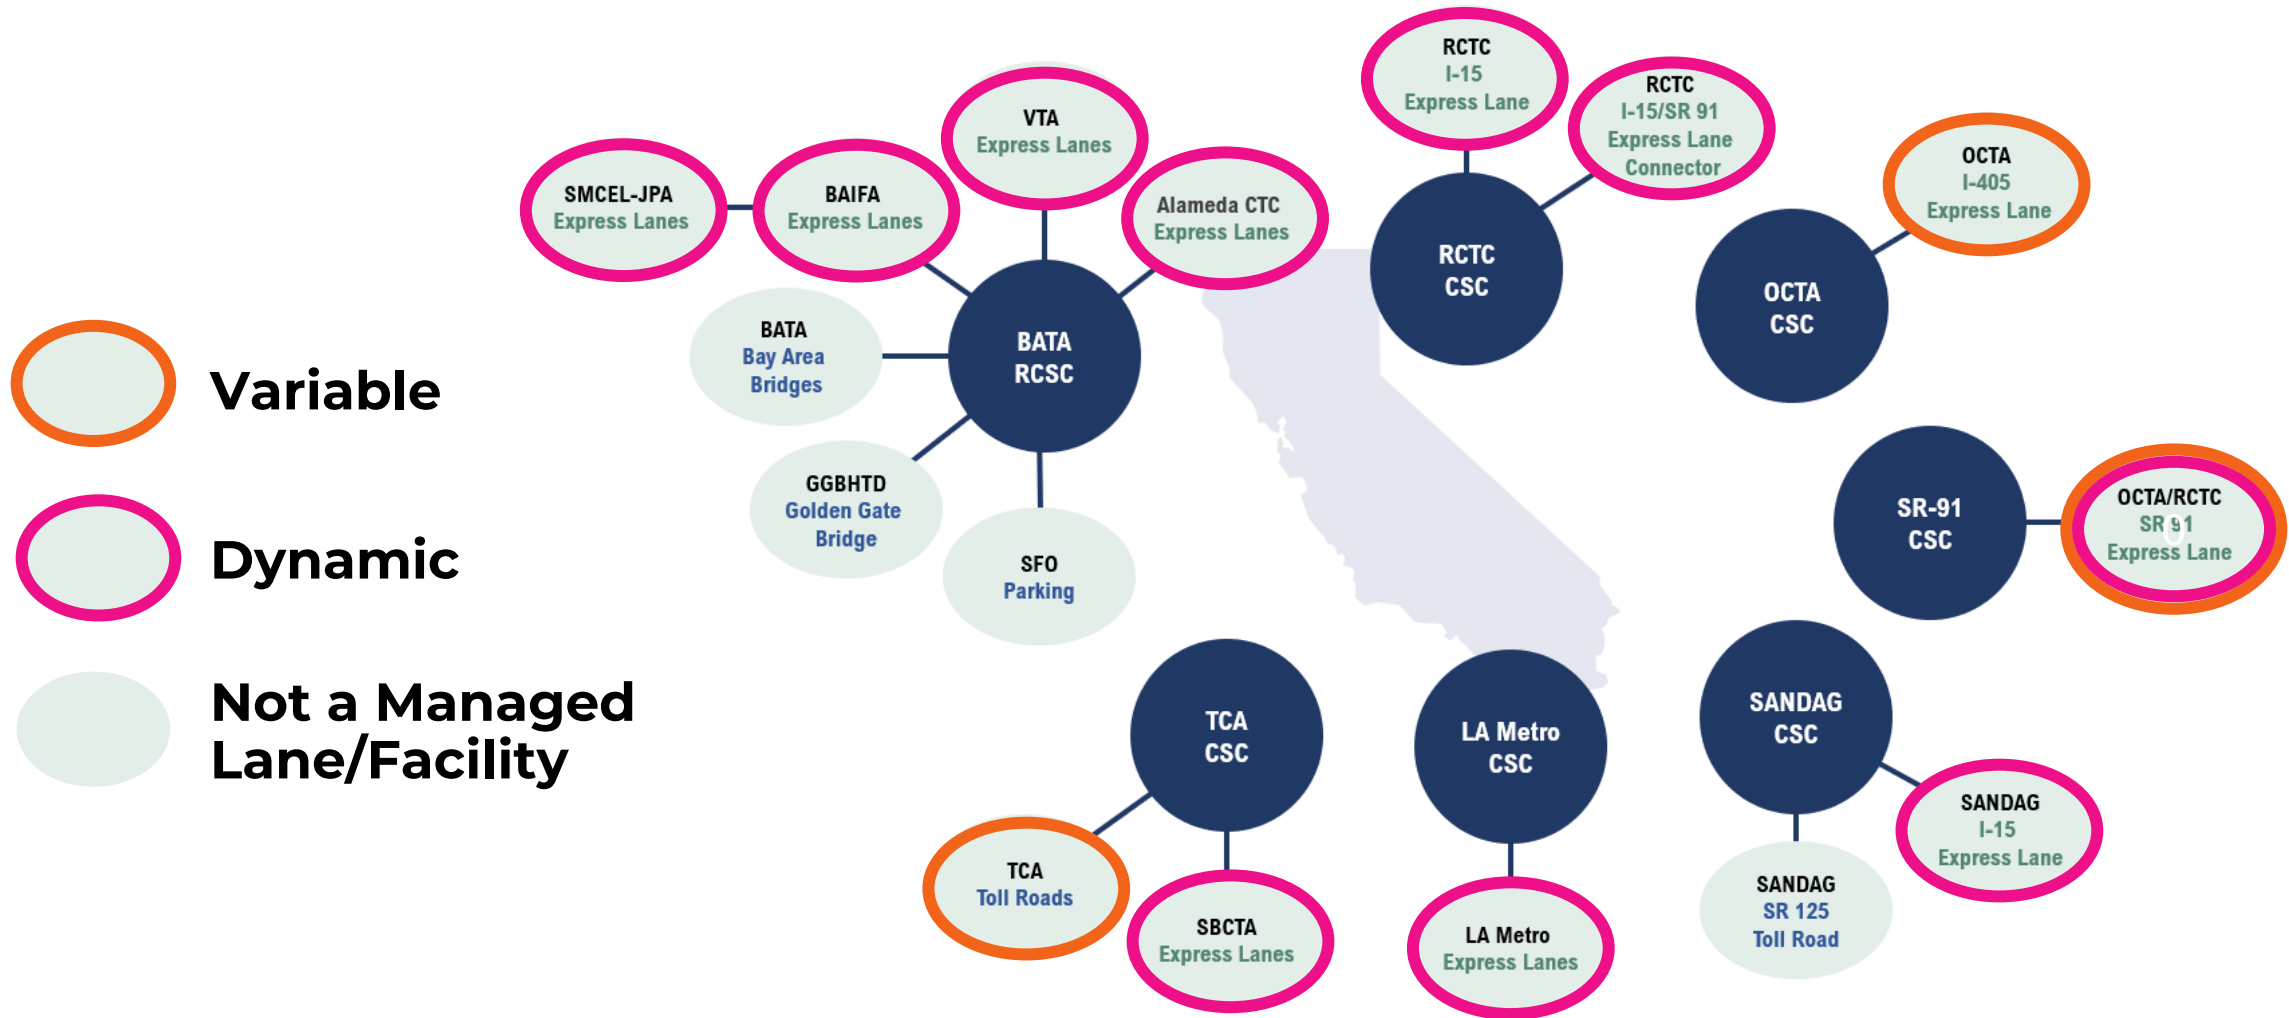 Variable
Dynamic
Not a Managed
Lane/Facility
SMCEL-JPA
Express Lanes
BAIFA
Express Lanes
VTA
Express Lanes
Alameda CTC
Express Lanes
BATA
Bay Area
Bridges
BATA
RCSC
GGBHTD
Golden Gate
Bridge
SFO
Parking
RCTC
I-15
Express Lane
RCTC
I-15/SR 91
Express Lane
Connector
RCTC
CSC
OCTA
I-405
Express Lane
OCTA
CSC
SR-91
CSC
OCTA/RCTC
SR 91
0
Express Lane
TCA
CSC
TCA
Toll Roads
SBCTA
Express Lanes
LA Metro
CSC
LA Metro
Express Lanes
SANDAG
CSC
SANDAG
I-15
Express Lane
SANDAG
SR 125
Toll Road